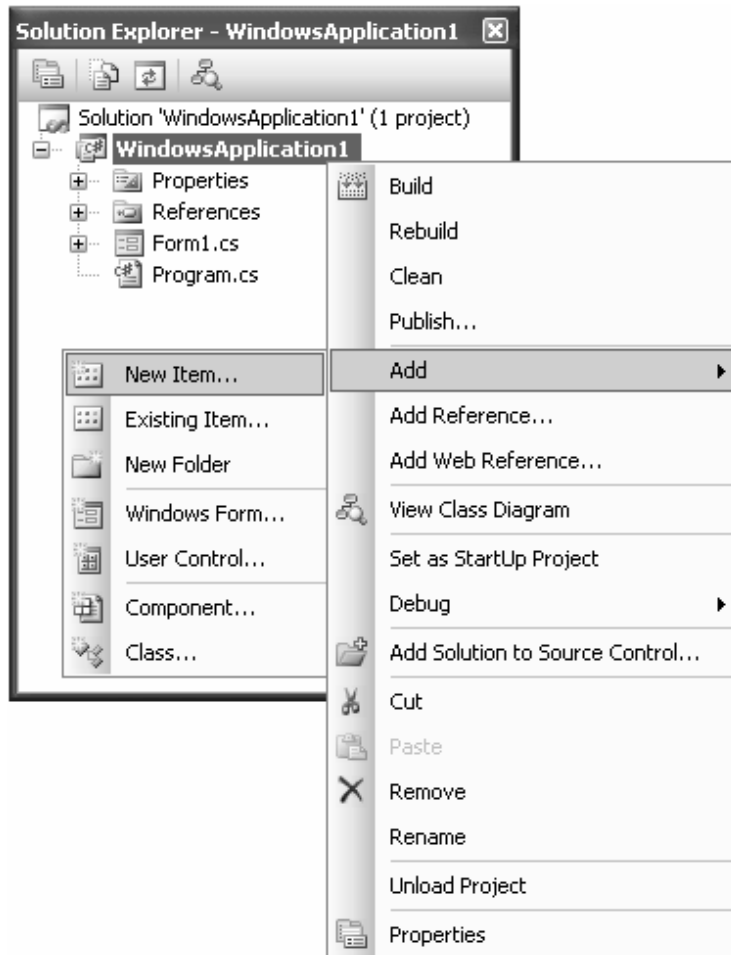 Solution Explorer - WindowsApplication1
Solution 'WindowsApplication1' (1 project)
WindowsApplication1
Properties
References
Form1.cs
Program.cs
New Item...
Existing Item...
New Folder
Windows Form...
User Control...
Component...
Class...
Build
Rebuild
Clean
Publish...
Add
Add Reference...
Add Web Reference...
View Class Diagram
Set as StartUp Project
Debug
Add Solution to Source Control...
Cut
Paste
Remove
Rename
Unload Project
Properties